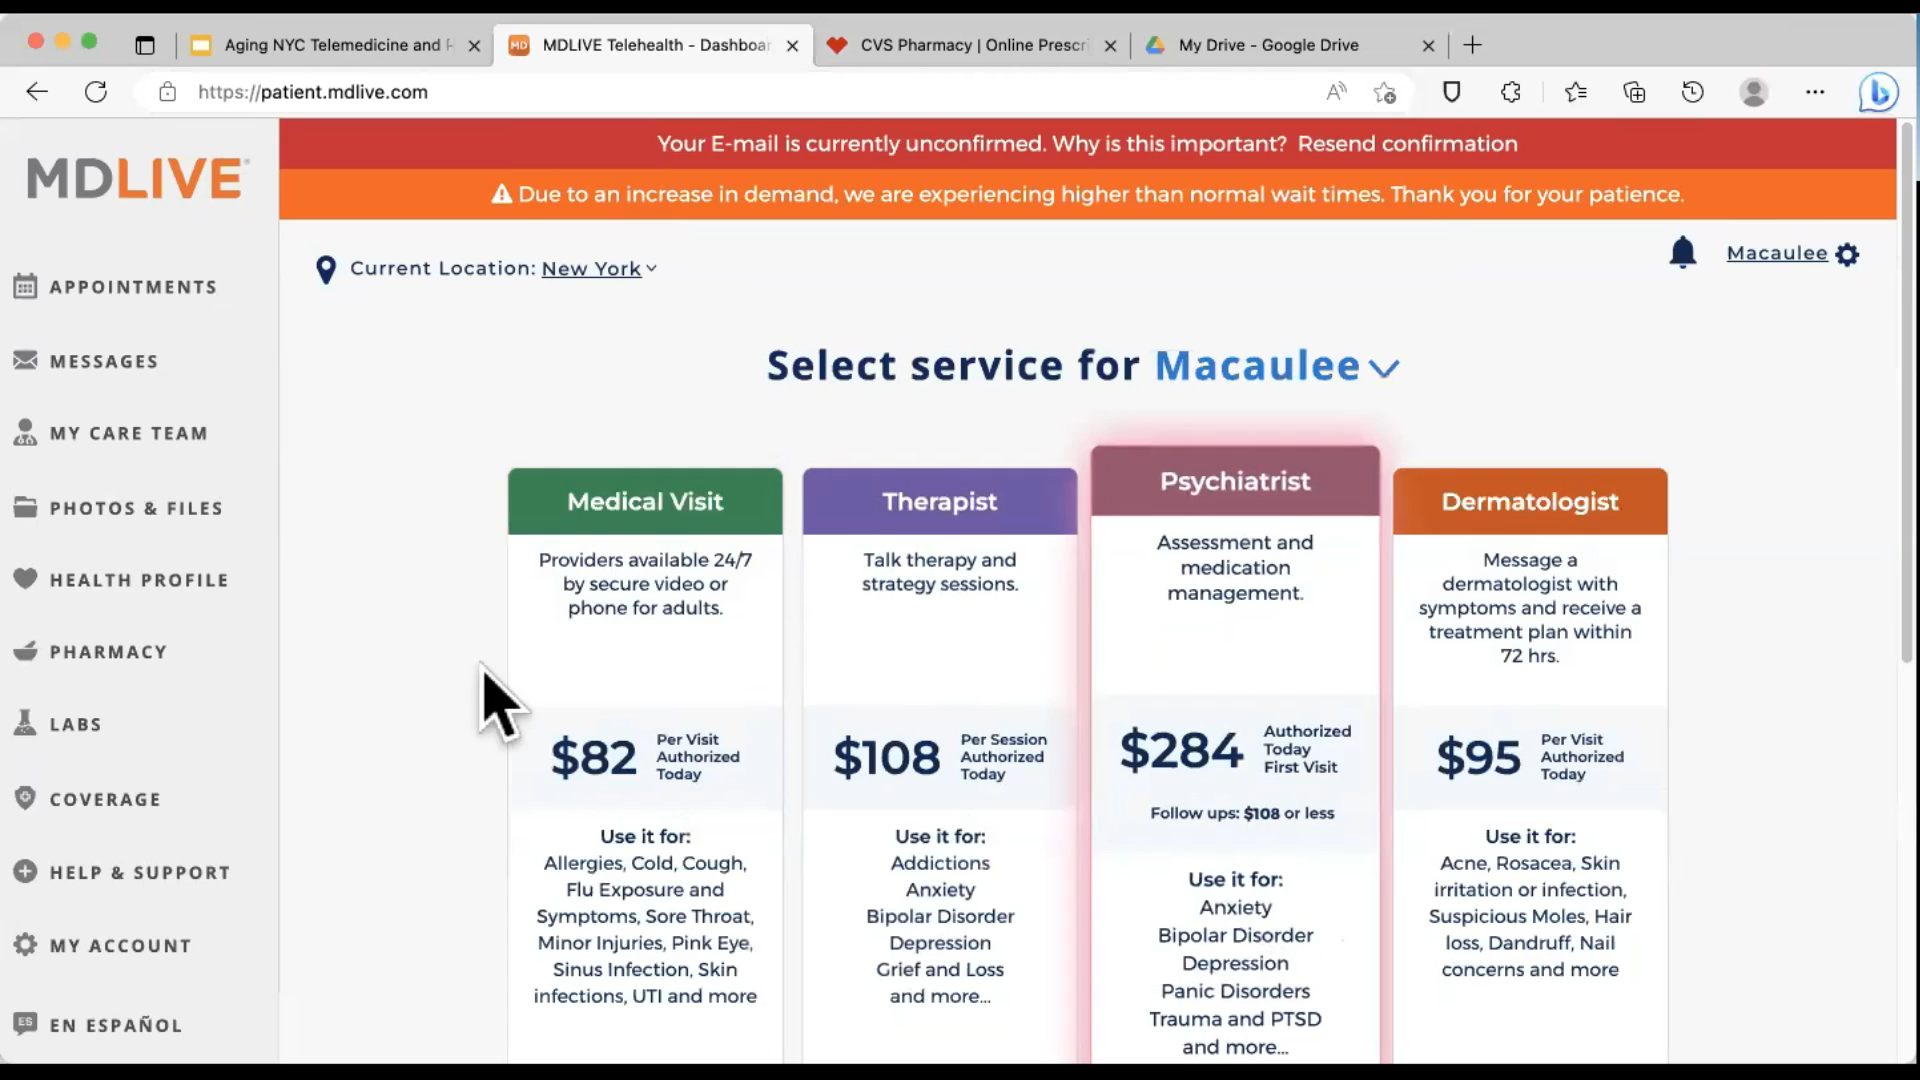 Aging NYC Telemedicine and
MDLIVE Telehealth - Dashboar
CVS Pharmacy | Online Prescri
My Drive - Google Drive
https://patient.mdlive.com
MDLIVE
Your E-mail is currently unconfirmed. Why is this important? Resend confirmation
Due to an increase in demand, we are experiencing higher than normal wait times. Thank you for your patience.
Current Location: New York
Macaulee
APPOINTMENTS
MESSAGES
MY CARE TEAM
PHOTOS & FILES
HEALTH PROFILE
PHARMACY
LABS
COVERAGE
HELP & SUPPORT
MY ACCOUNT
ES EN ESPAÑOL
Select service for Macaulee
Medical Visit
Providers available 24/7
by secure video or
phone for adults.
$82
Per Visit
Authorized
Today
Use it for:
Allergies, Cold, Cough,
Flu Exposure and
Symptoms, Sore Throat,
Minor Injuries, Pink Eye,
Sinus Infection, Skin
infections, UTI and more
Therapist
Talk therapy and
strategy sessions.
$108
Per Session
Authorized
Today
Use it for:
Addictions
Anxiety
Bipolar Disorder
Depression
Grief and Loss
and more...
Psychiatrist
Assessment and
medication
management.
$284
Authorized
Today
First Visit
Follow ups: $108 or less
Use it for:
Anxiety
Bipolar Disorder
Depression
Panic Disorders
Trauma and PTSD
and more...
Dermatologist
Message a
dermatologist with
symptoms and receive a
treatment plan within
72 hrs.
$95
Per Visit
Authorized
Today
Use it for:
Acne, Rosacea, Skin
irritation or infection,
Suspicious Moles, Hair
loss, Dandruff, Nail
concerns and more